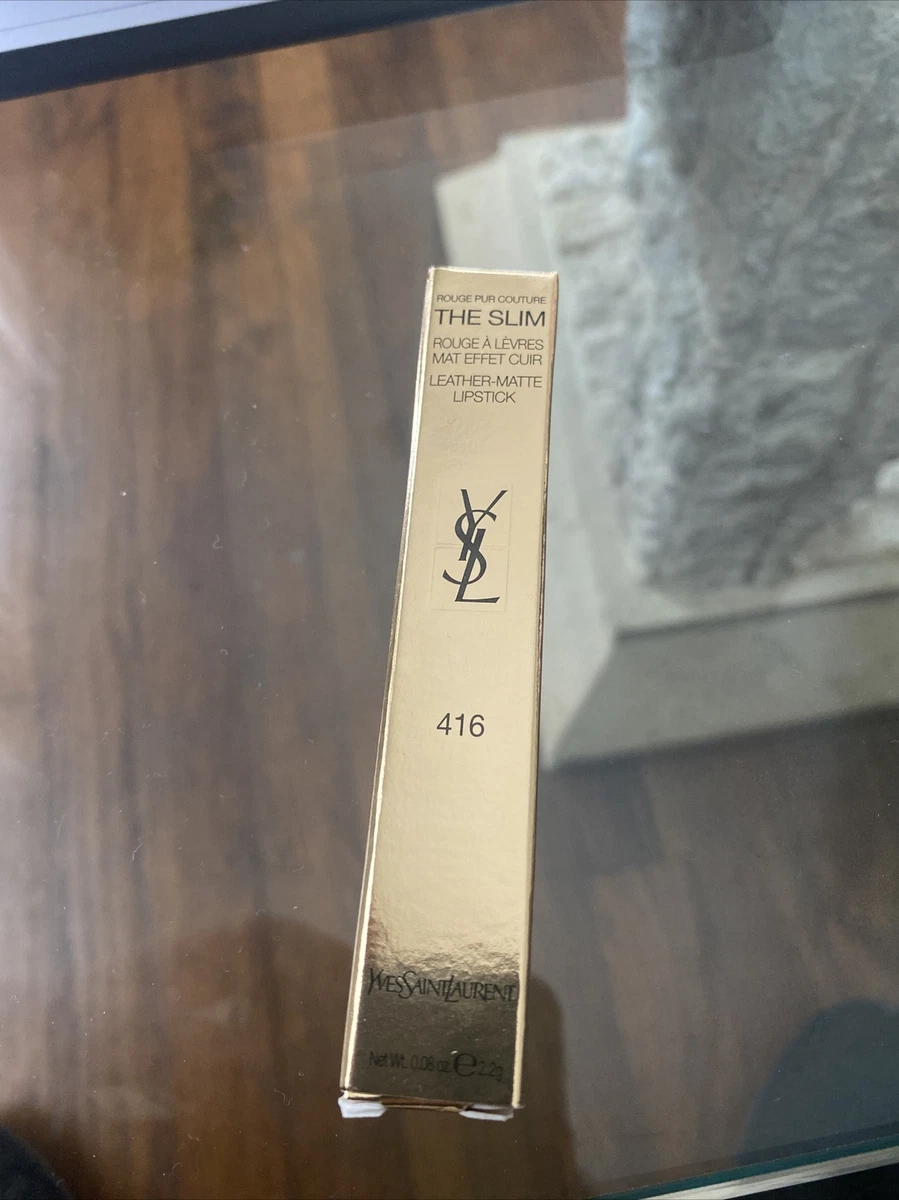 ROUGE PUR COUTURE
THE SLIM
ROUGE À LÈVRES
MAT EFFET CUIR
LEATHER-MATTE
LIPSTICK
YSL
416
YVESSAINTLAURENT
Net Wt. 0.08 oz. ℮ 2.2g